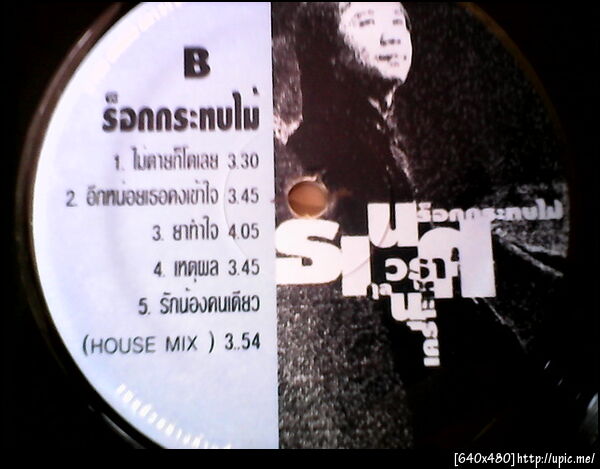 B
ร็อกกระทบไม่
1. ไม่ตายก็โตเลย 3.30
2. อีกหน่อยเธอคงเข้าใจ 3.45
3. ยาทำใจ 4.05
4. เหตุผล 3.45
5. รักน้องคนเดียว
(HOUSE MIX ) 3..54
ร็อกกระทบไม่
[640x480]http://upic.me/